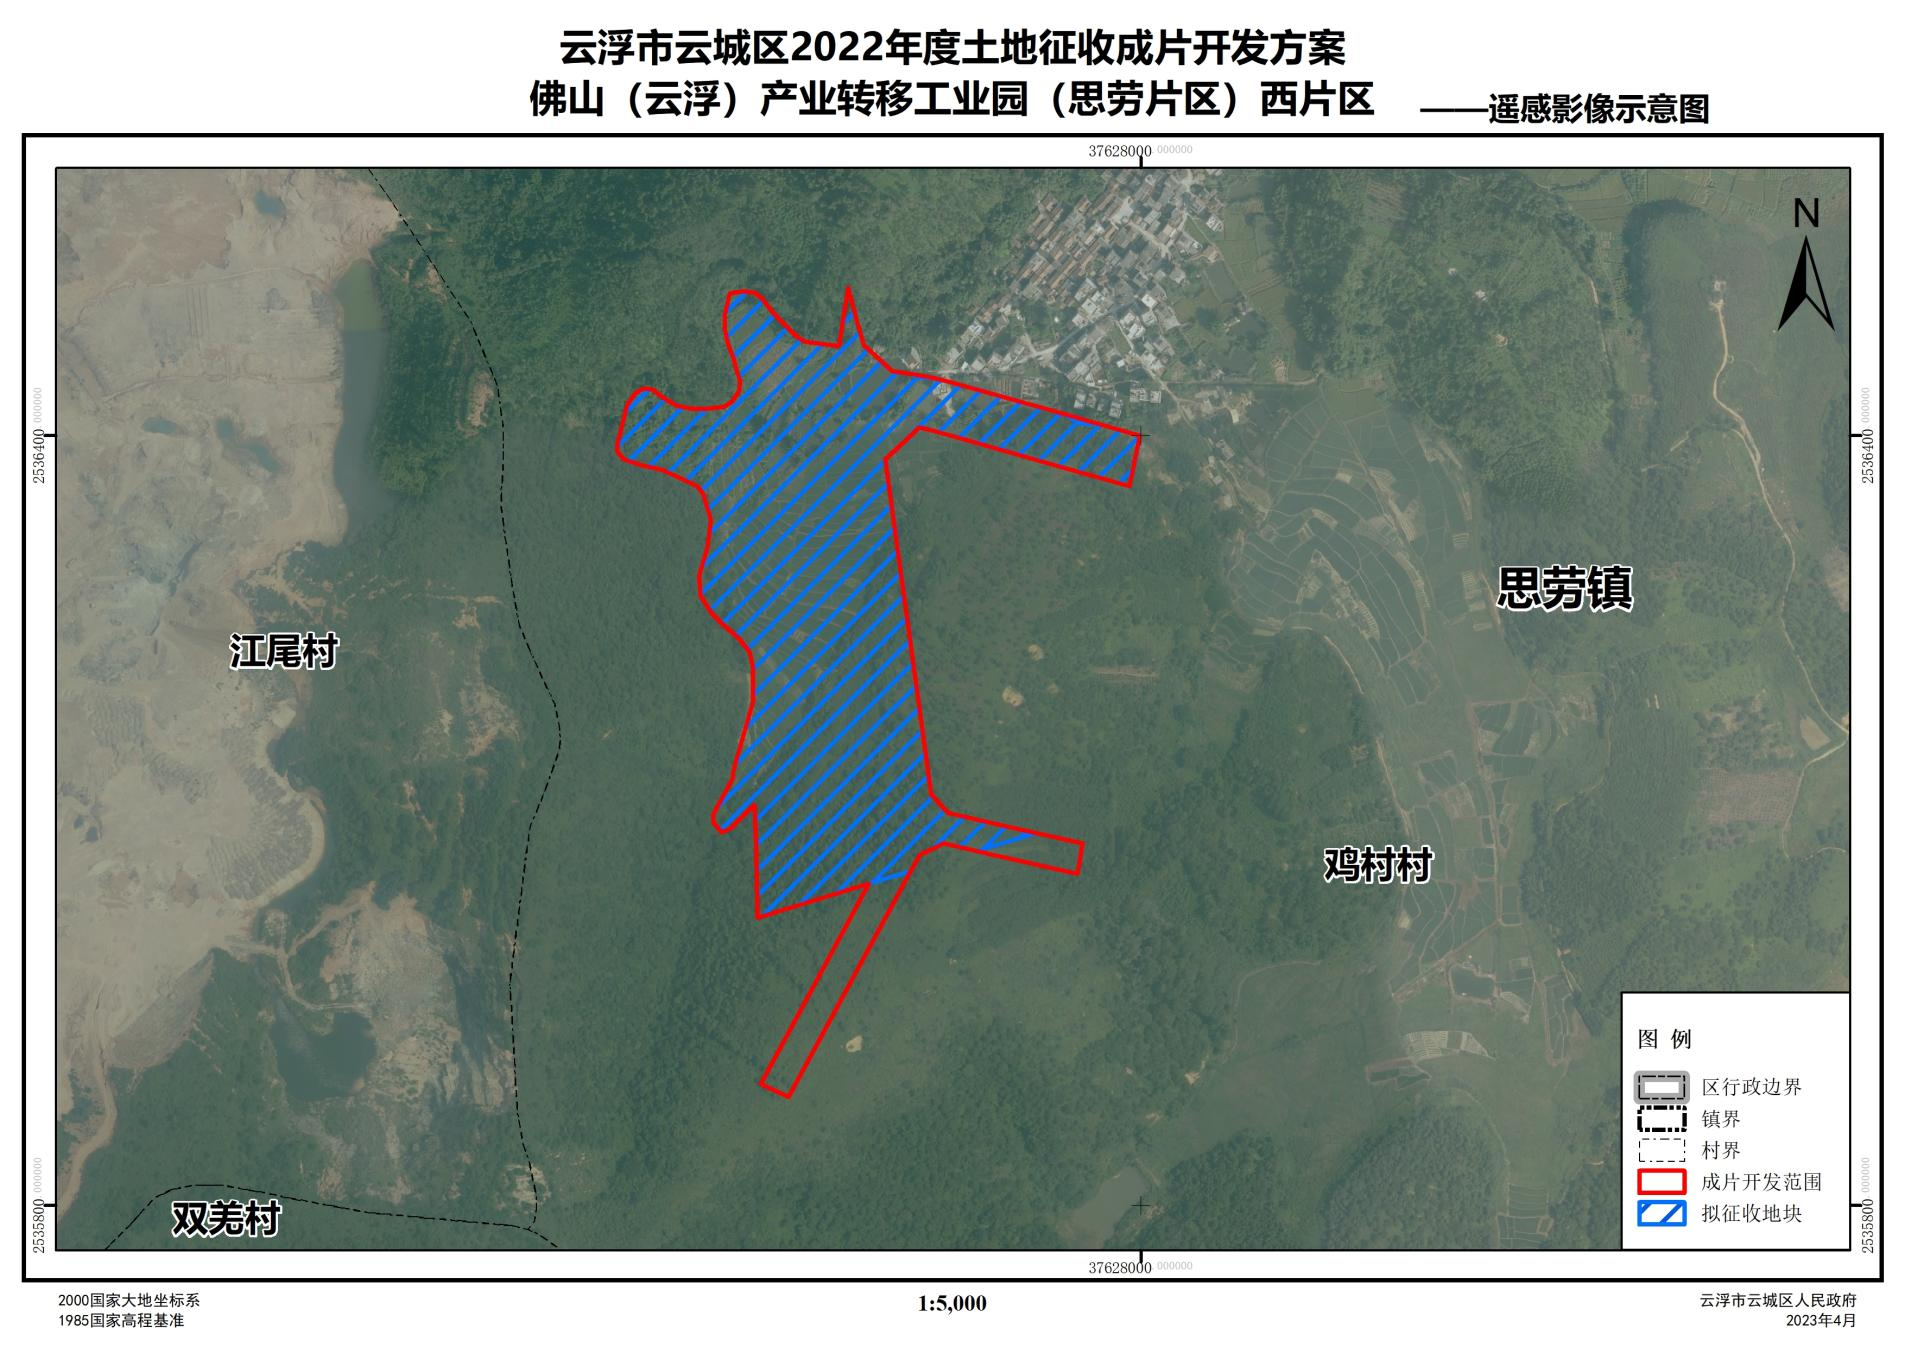 云浮市云城区2022年度土地征收成片开发方案
佛山（云浮）产业转移工业园（思劳片区）西片区 ——遥感影像示意图
37628000.000000
N
2536400.000000
2536400.000000
思劳镇
江尾村
鸡村村
双羌村
图 例
区行政边界
镇界
村界
成片开发范围
拟征收地块
2535800.000000
2535800.000000
37628000.000000
2000国家大地坐标系
1985国家高程基准
1:5,000
云浮市云城区人民政府
2023年4月